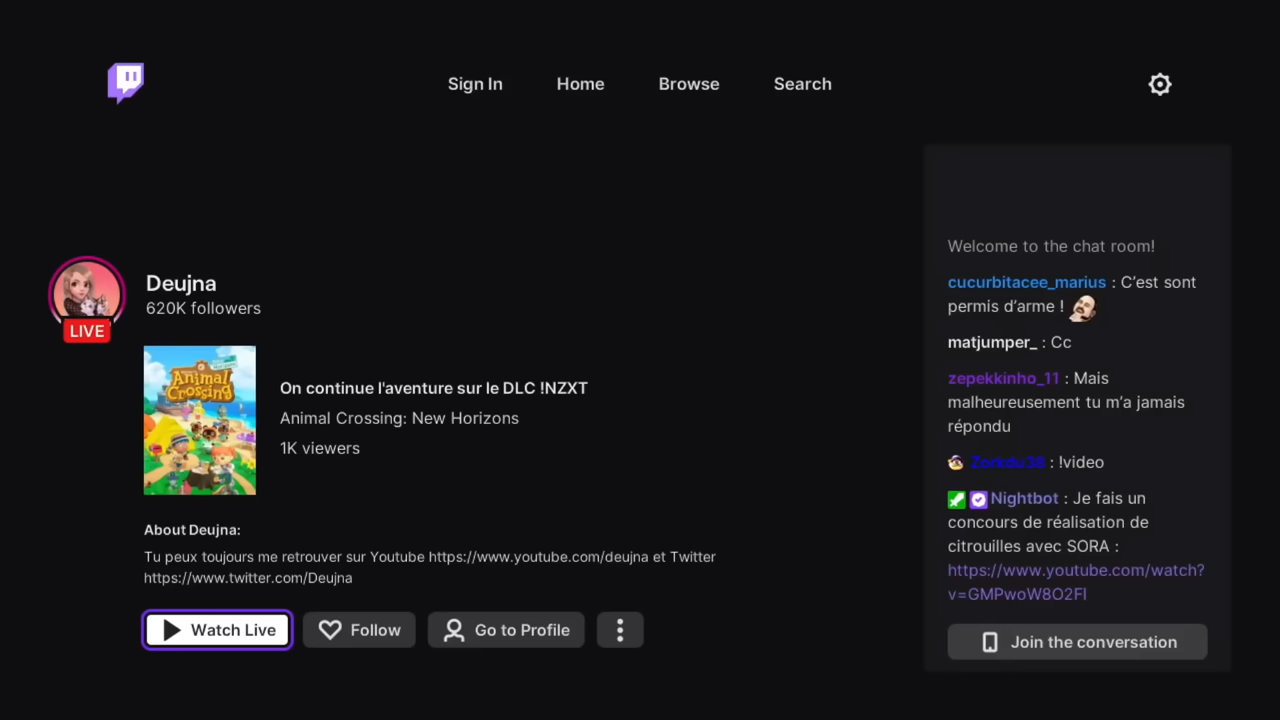 Sign In
Home
Browse
Search
Deujna
620K followers
LIVE
Animal
Crossing
On continue l'aventure sur le DLC !NZXT
Animal Crossing: New Horizons
1K viewers
About Deujna:
Tu peux toujours me retrouver sur Youtube https://www.youtube.com/deujna et Twitter
https://www.twitter.com/Deujna
Watch Live
Follow
Go to Profile
Welcome to the chat room!
cucurbitacee_marius : C’est sont
permis d’arme !
matjumper_ : Cc
zepekkinho_11 : Mais
malheureusement tu m’a jamais
répondu
Zorkdu38 : !video
Nightbot : Je fais un
concours de réalisation de
citrouilles avec SORA :
https://www.youtube.com/watch?
v=GMPwoW8O2FI
Join the conversation